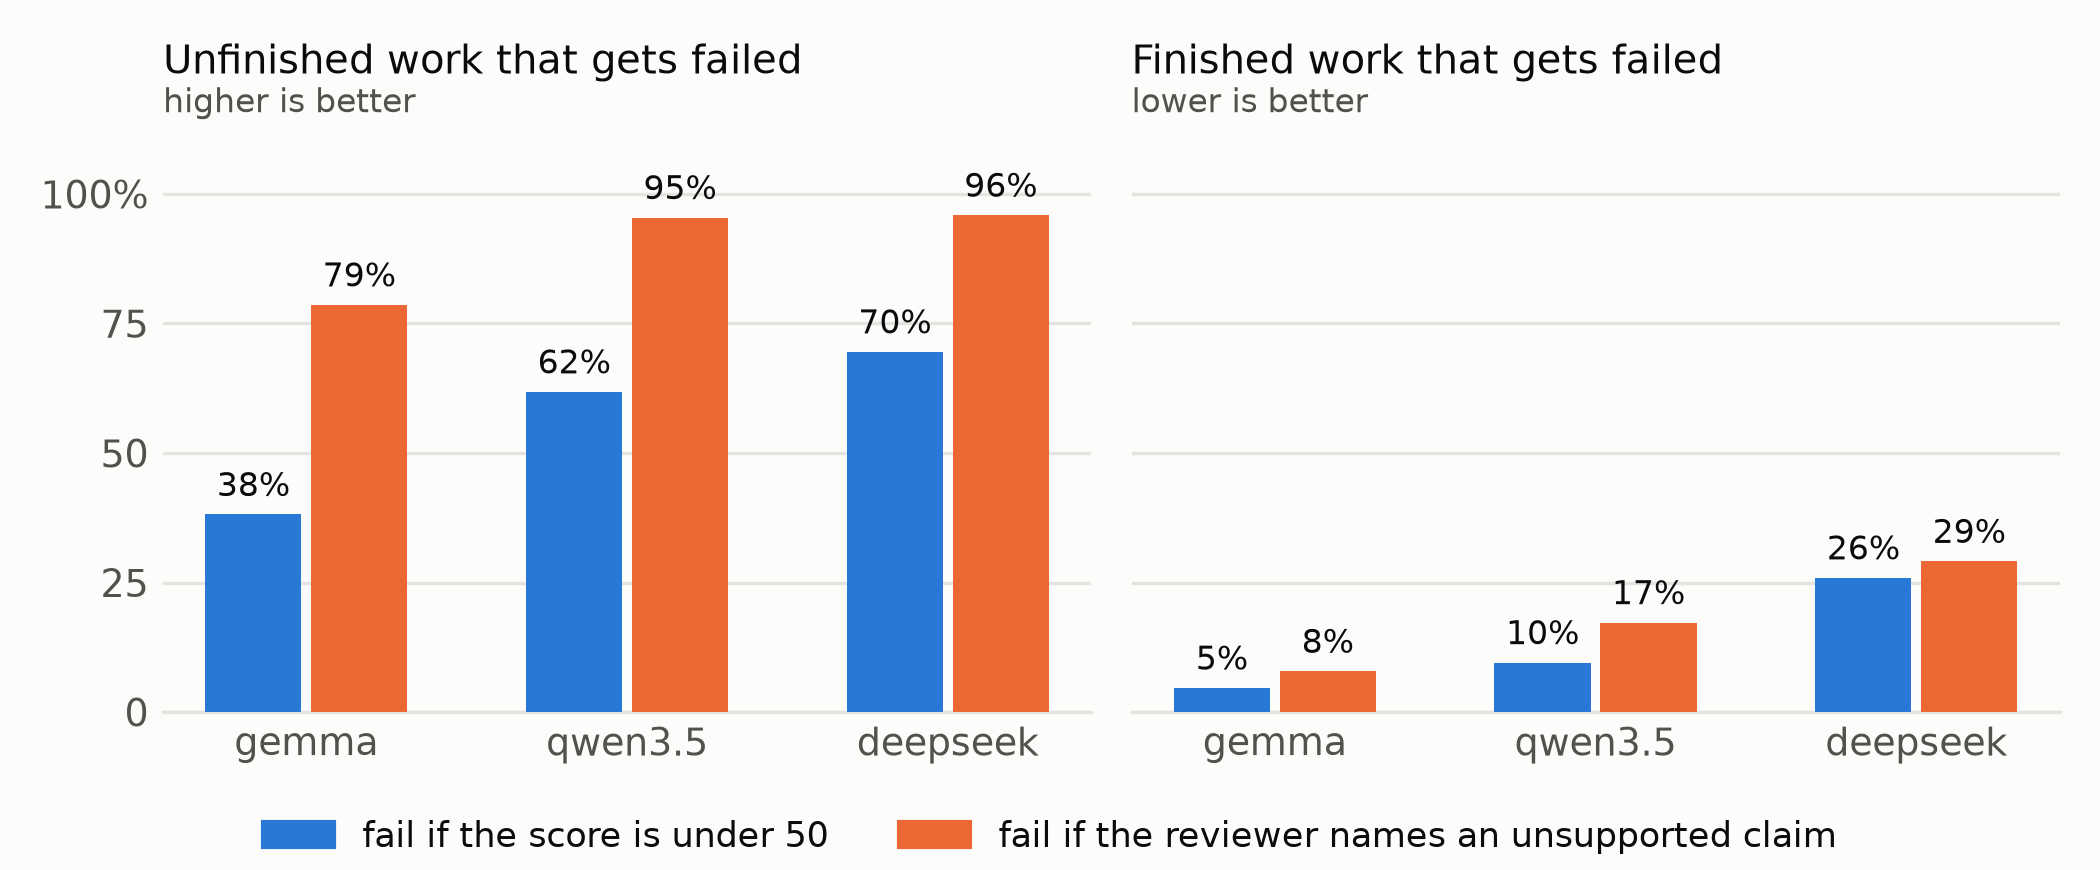 Unfinished work that gets failed
higher is better
100%
75
50
25
0
38%
79%
62%
95%
70%
96%
gemma
qwen3.5
deepseek
Finished work that gets failed
lower is better
5%
8%
10%
17%
26%
29%
gemma
qwen3.5
deepseek
fail if the score is under 50
fail if the reviewer names an unsupported claim